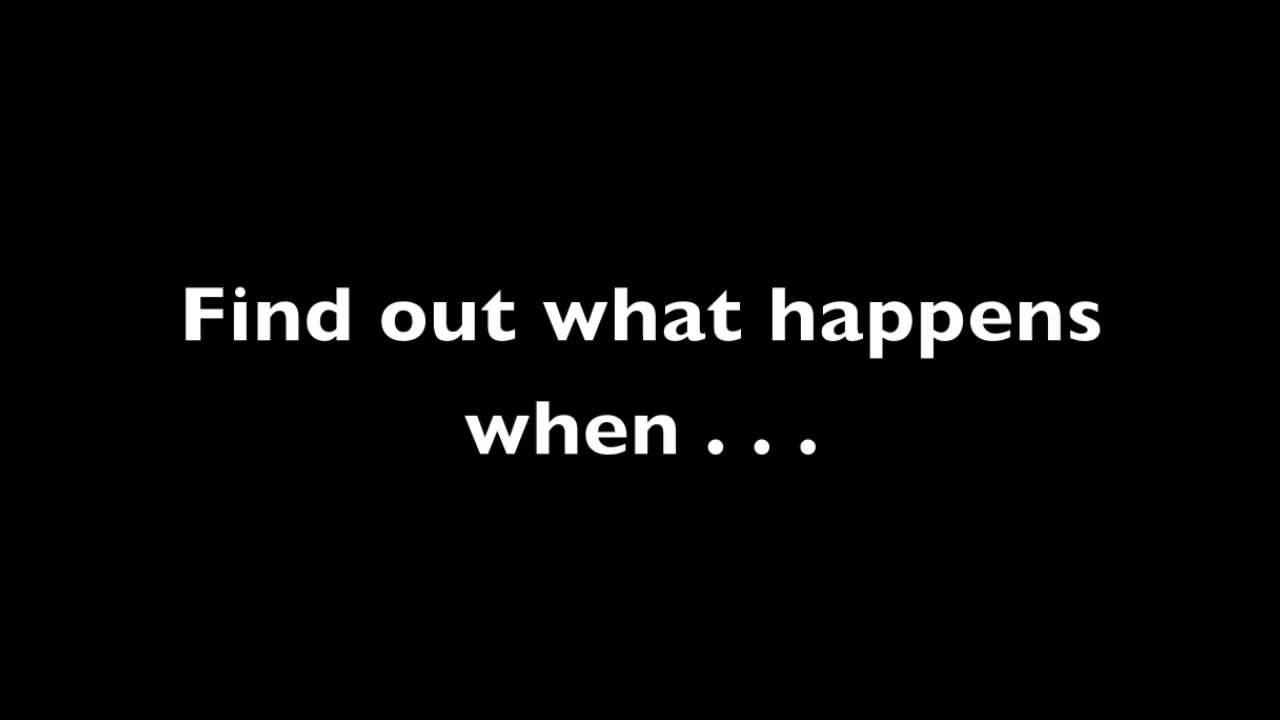 Find out what happens
when . . .